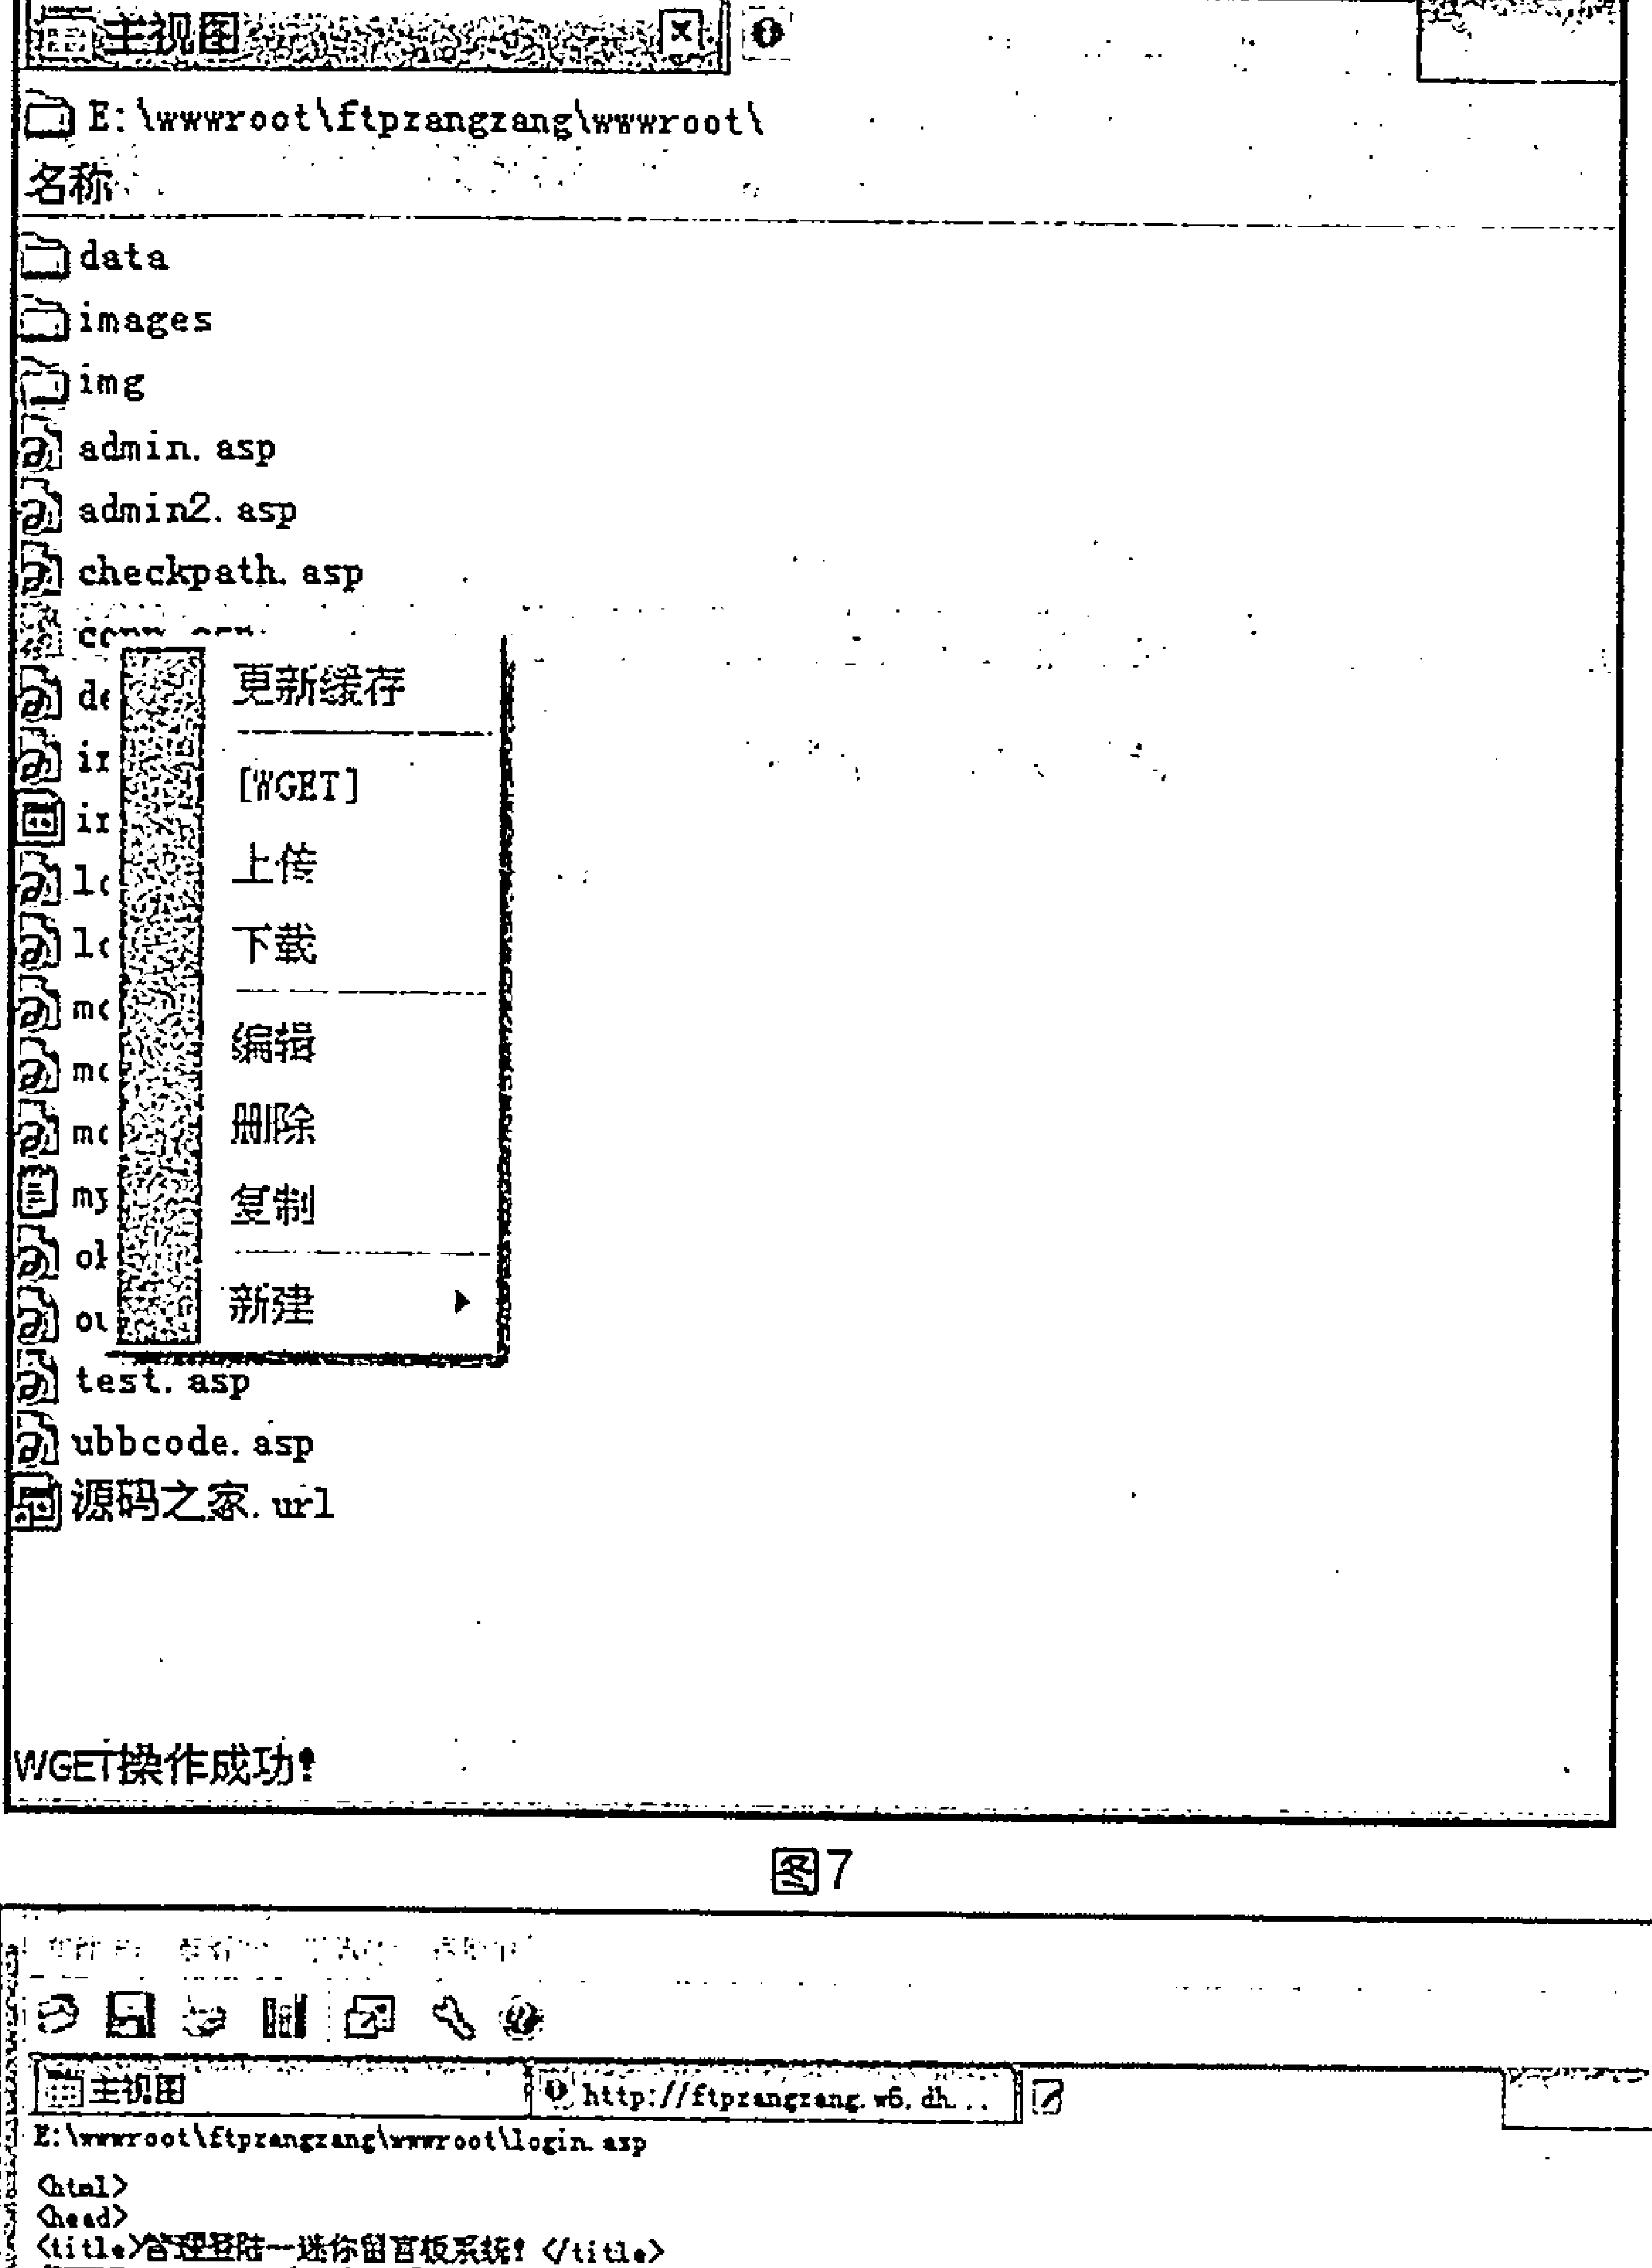 主视图
E:\wwwroot\ftpzangzang\wwwroot\
名称
data
images
img
admin.asp
admin2.asp
checkpath.asp
更新缓存
[WGET]
上传
下载
编辑
删除
复制
新建
test.asp
ubbcode.asp
源码之家.url
WGET操作成功!
图7
主视图
http://ftpzangzang.w6.dh...
E:\wwwroot\ftpzangzang\wwwroot\login.asp
<html>
<head>
<title>管理登陆--迷你留言板系统! </title>